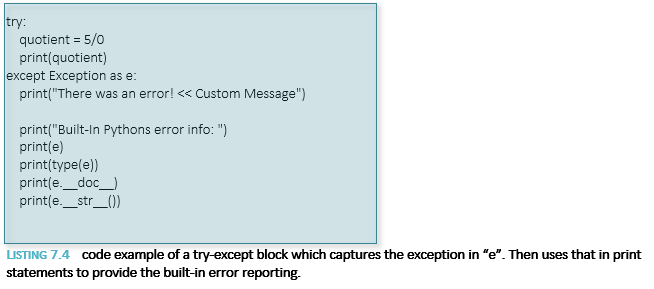 try:
quotient = 5/0
print(quotient)
except Exception as e:
print("There was an error! << Custom Message")
print("Built-In Pythons error info: ")
print(e)
print(type(e))
print(e.__doc__)
print(e.__str__())
LISTING 7.4 code example of a try-except block which captures the exception in “e”. Then uses that in print
statements to provide the built-in error reporting.